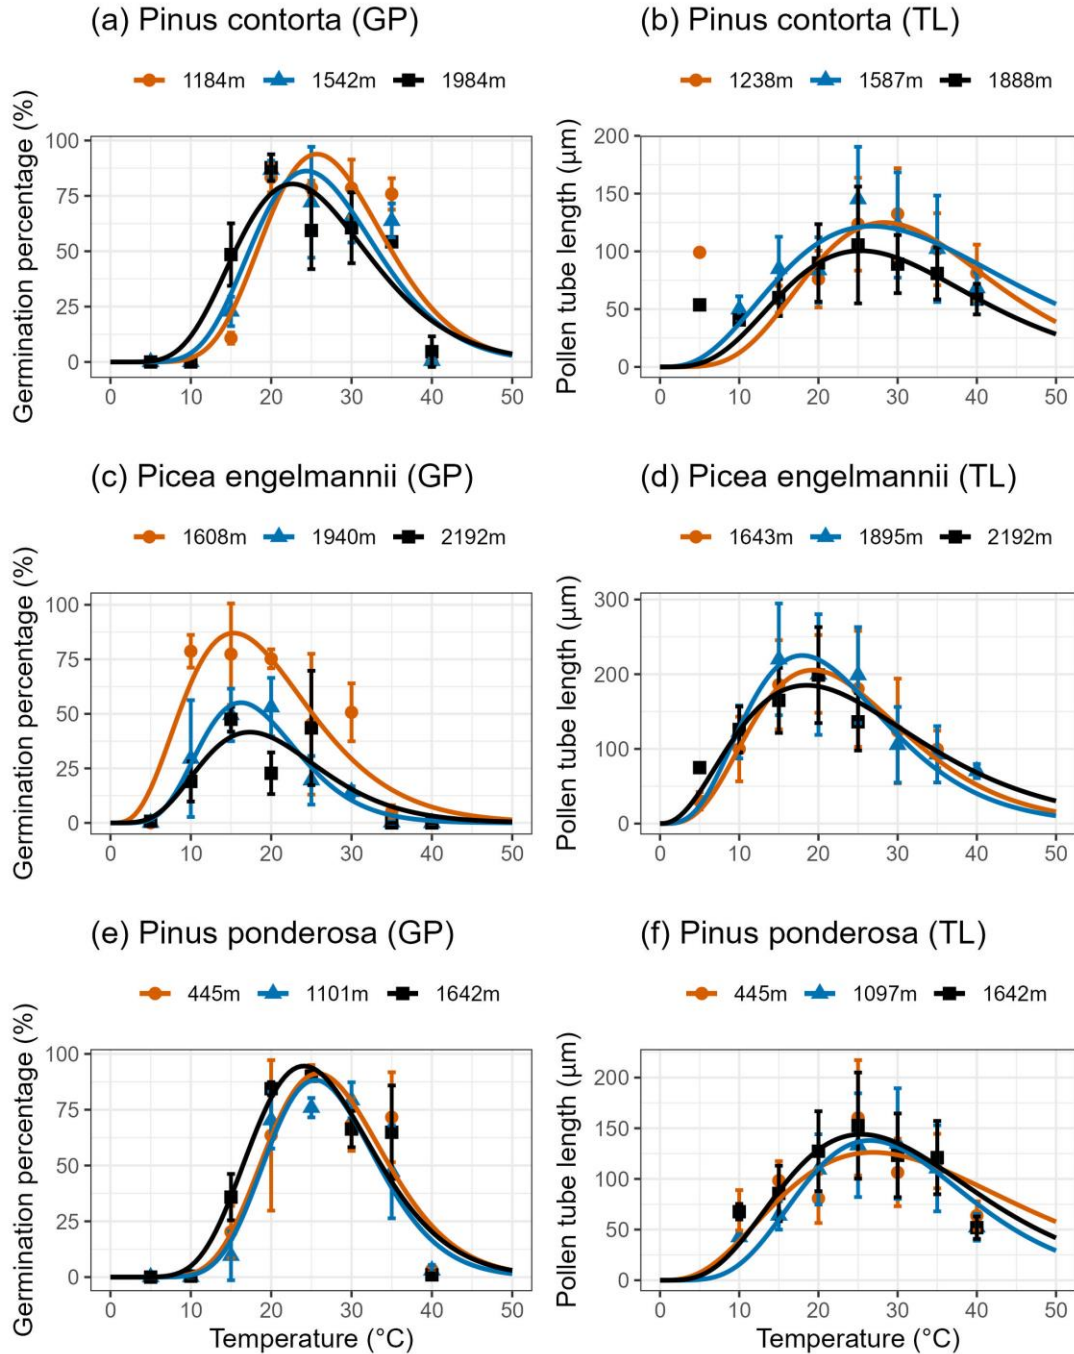 (a) Pinus contorta (GP)
1184m 1542m 1984m
Germination percentage (%)
100
75
50
25
0
0 10 20 30 40 50
(b) Pinus contorta (TL)
1238m 1587m 1888m
Pollen tube length (μm)
200
150
100
50
0
0 10 20 30 40 50
(c) Picea engelmannii (GP)
1608m 1940m 2192m
Germination percentage (%)
100
75
50
25
0
0 10 20 30 40 50
(d) Picea engelmannii (TL)
1643m 1895m 2192m
Pollen tube length (μm)
300
200
100
0
0 10 20 30 40 50
(e) Pinus ponderosa (GP)
445m 1101m 1642m
Germination percentage (%)
100
75
50
25
0
0 10 20 30 40 50
Temperature (°C)
(f) Pinus ponderosa (TL)
445m 1097m 1642m
Pollen tube length (μm)
200
150
100
50
0
0 10 20 30 40 50
Temperature (°C)